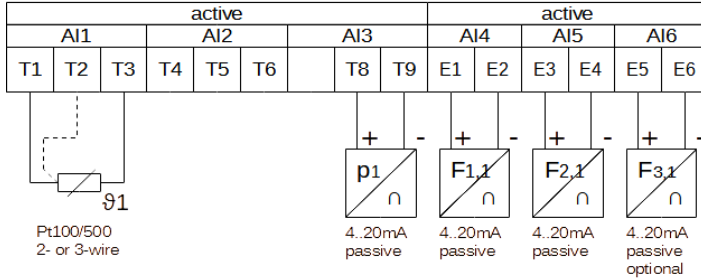 active active
AI1 AI2 AI3 AI4 AI5 AI6
T1 T2 T3 T4 T5 T6 T8 T9 E1 E2 E3 E4 E5 E6
+ - + - + - + -
p1 F1,1 F2,1 F3,1
∩ ∩ ∩ ∩
ϑ1
Pt100/500 4..20mA 4..20mA 4..20mA 4..20mA
2- or 3-wire passive passive passive passive
optional